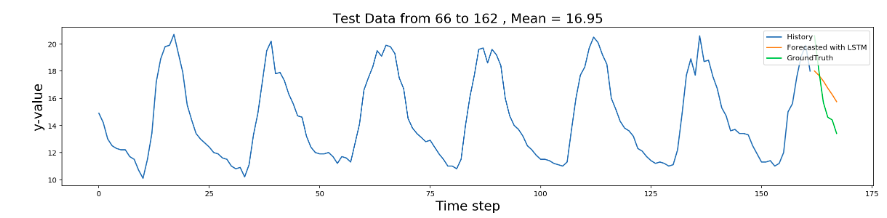 Test Data from 66 to 162 , Mean = 16.95
History
Forecasted with LSTM
GroundTruth
y-value
20
18
16
14
12
10
0
25
50
75
100
125
150
175
Time step